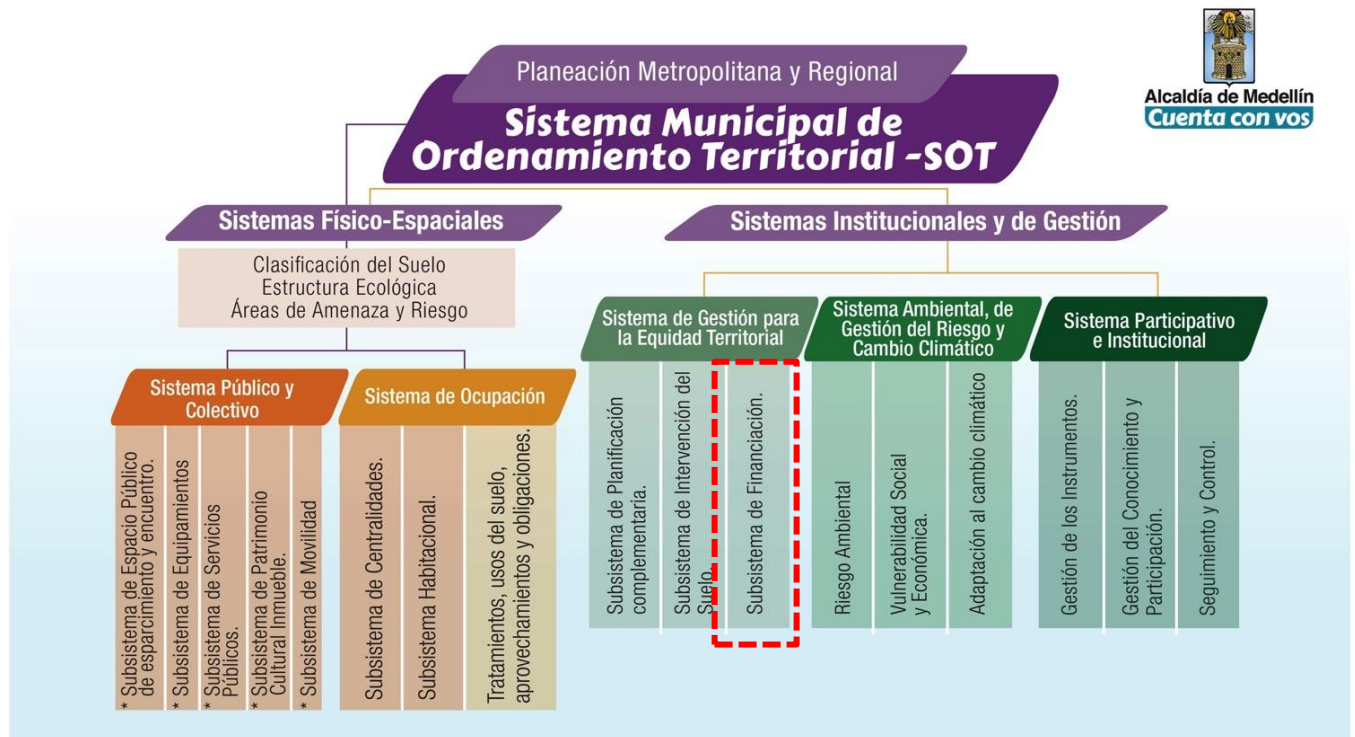 Planeación Metropolitana y Regional
Sistema Municipal de
Ordenamiento Territorial -SOT
Alcaldía de Medellín
Cuenta con vos
Sistemas Físico-Espaciales
Clasificación del Suelo
Estructura Ecológica
Áreas de Amenaza y Riesgo
Sistema Público y
Colectivo
* Subsistema de Espacio Público
de esparcimiento y encuentro.
* Subsistema de Equipamientos
* Subsistema de Servicios
Públicos.
* Subsistema de Patrimonio
Cultural Inmueble.
* Subsistema de Movilidad
Sistema de Ocupación
Subsistema de Centralidades.
Subsistema Habitacional.
Tratamientos, usos del suelo,
aprovechamientos y obligaciones.
Sistemas Institucionales y de Gestión
Sistema de Gestión para
la Equidad Territorial
Subsistema de Planificación
complementaria.
Subsistema de Intervención del
Suelo.
Subsistema de Financiación.
Sistema Ambiental, de
Gestión del Riesgo y
Cambio Climático
Riesgo Ambiental
Vulnerabilidad Social
y Económica.
Adaptación al cambio climático
Sistema Participativo
e Institucional
Gestión de los Instrumentos.
Gestión del Conocimiento y
Participación.
Seguimiento y Control.